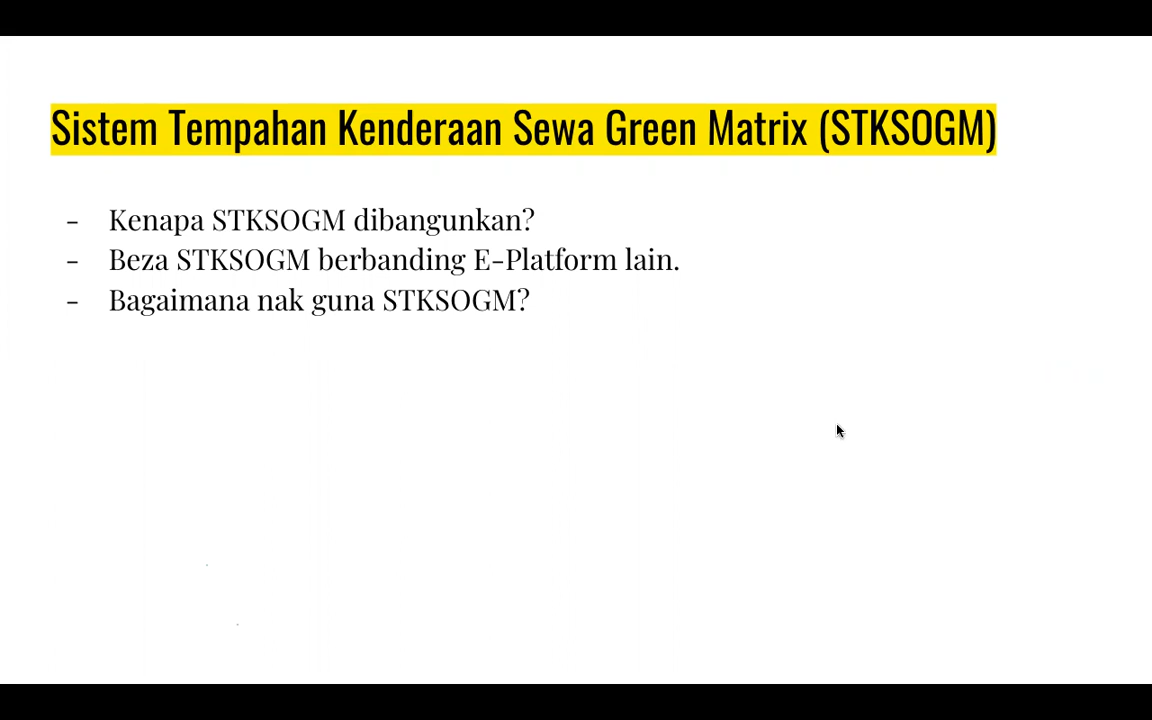 Sistem Tempahan Kenderaan Sewa Green Matrix (STKSOGM)
- Kenapa STKSOGM dibangunkan?
- Beza STKSOGM berbanding E-Platform lain.
- Bagaimana nak guna STKSOGM?